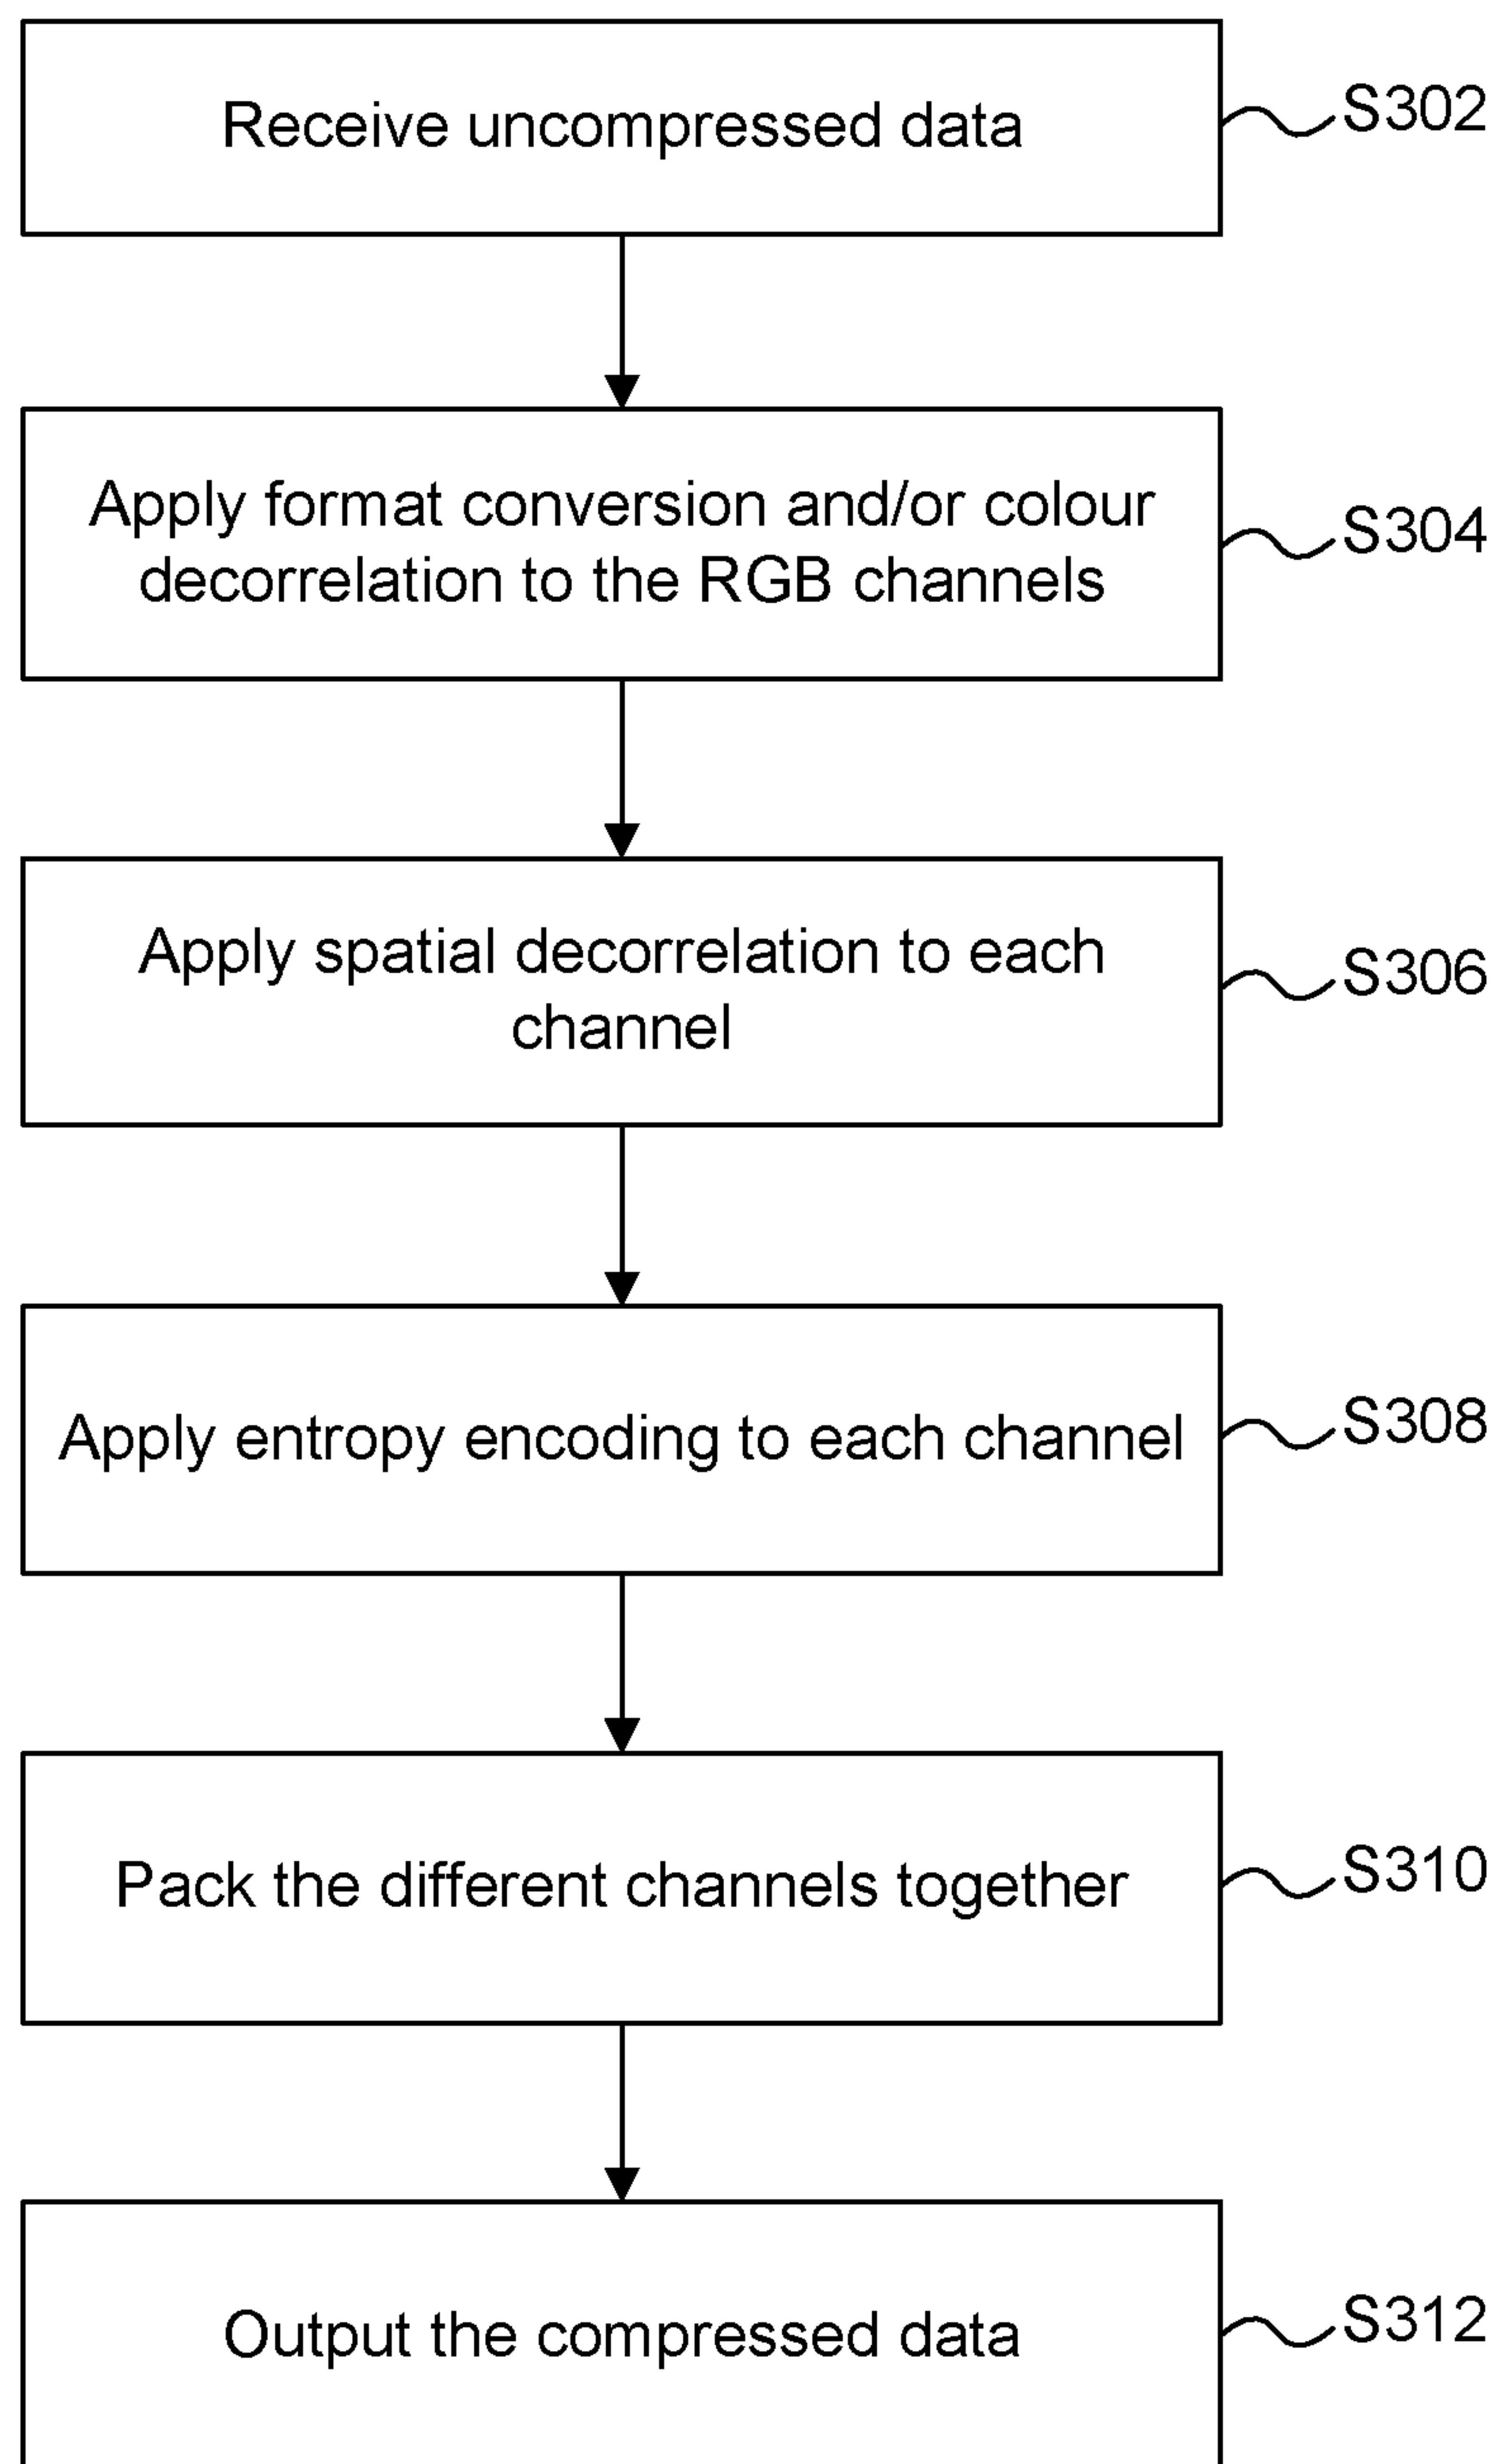 Receive uncompressed data
S302
Apply format conversion and/or colour
decorrelation to the RGB channels
S304
Apply spatial decorrelation to each
channel
S306
Apply entropy encoding to each channel
S308
Pack the different channels together
S310
Output the compressed data
S312